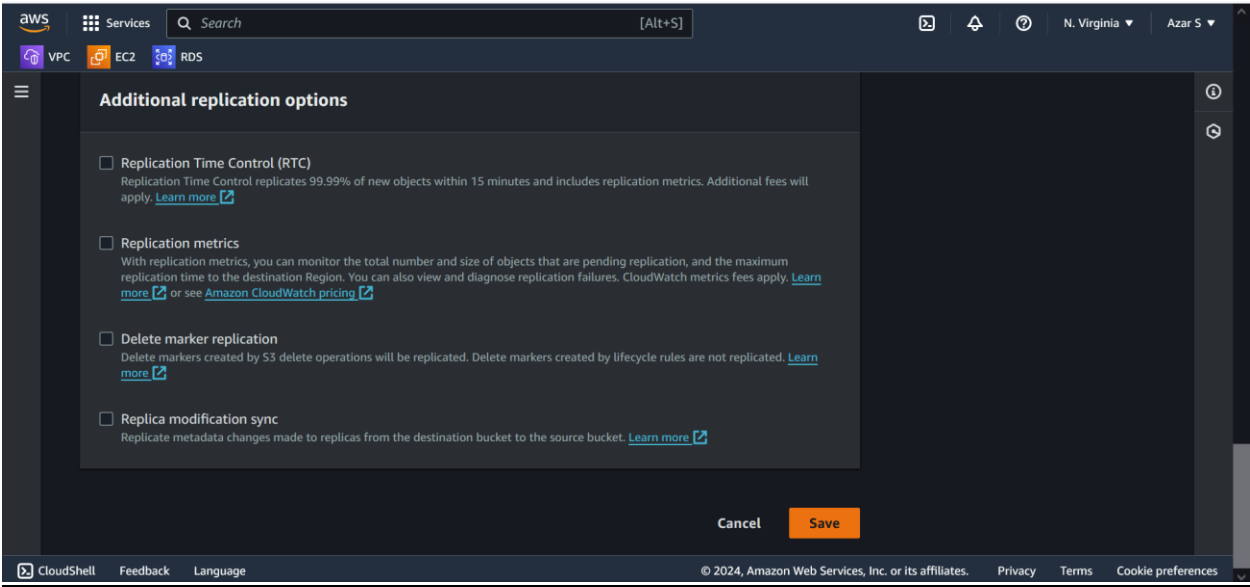 aws
Services
Search
[Alt+S]
N. Virginia
Azar S
VPC
EC2
RDS
Additional replication options
Replication Time Control (RTC)
Replication Time Control replicates 99.99% of new objects within 15 minutes and includes replication metrics. Additional fees will
apply. Learn more
Replication metrics
With replication metrics, you can monitor the total number and size of objects that are pending replication, and the maximum
replication time to the destination Region. You can also view and diagnose replication failures. CloudWatch metrics fees apply. Learn
more or see Amazon CloudWatch pricing
Delete marker replication
Delete markers created by S3 delete operations will be replicated. Delete markers created by lifecycle rules are not replicated. Learn
more
Replica modification sync
Replicate metadata changes made to replicas from the destination bucket to the source bucket. Learn more
Cancel
Save
CloudShell
Feedback
Language
© 2024, Amazon Web Services, Inc. or its affiliates.
Privacy
Terms
Cookie preferences